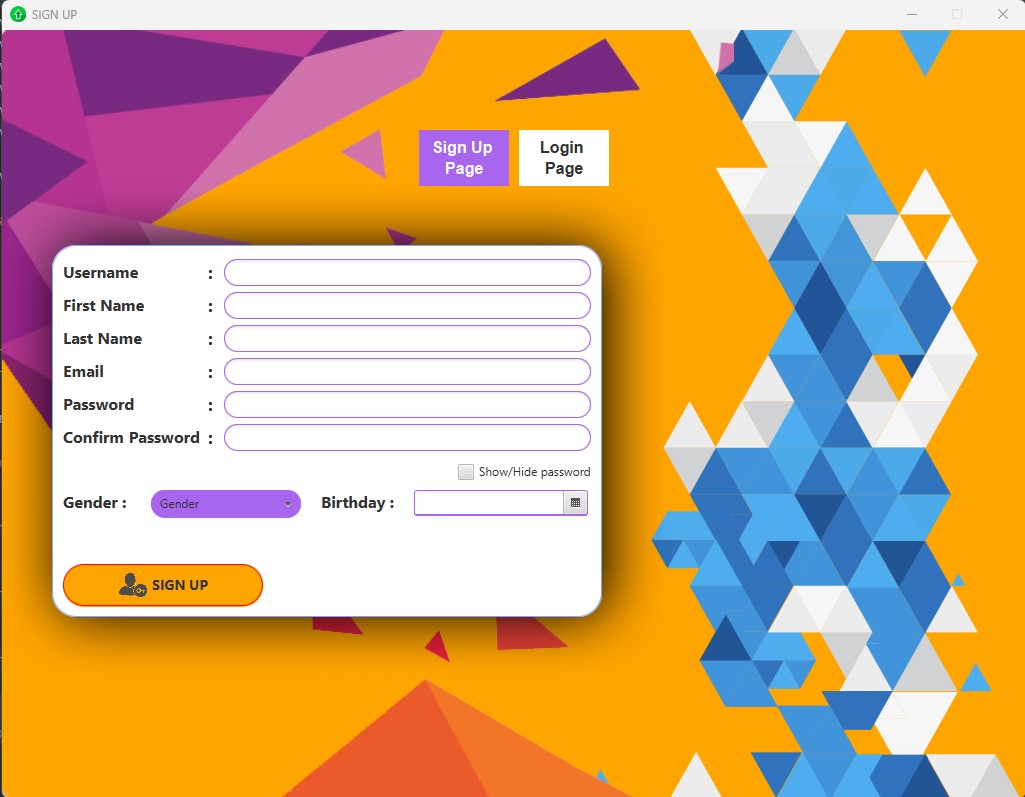 SIGN UP
Sign Up
Page
Login
Page
Username :
First Name :
Last Name :
Email :
Password :
Confirm Password :
Show/Hide password
Gender : Gender Birthday :
SIGN UP